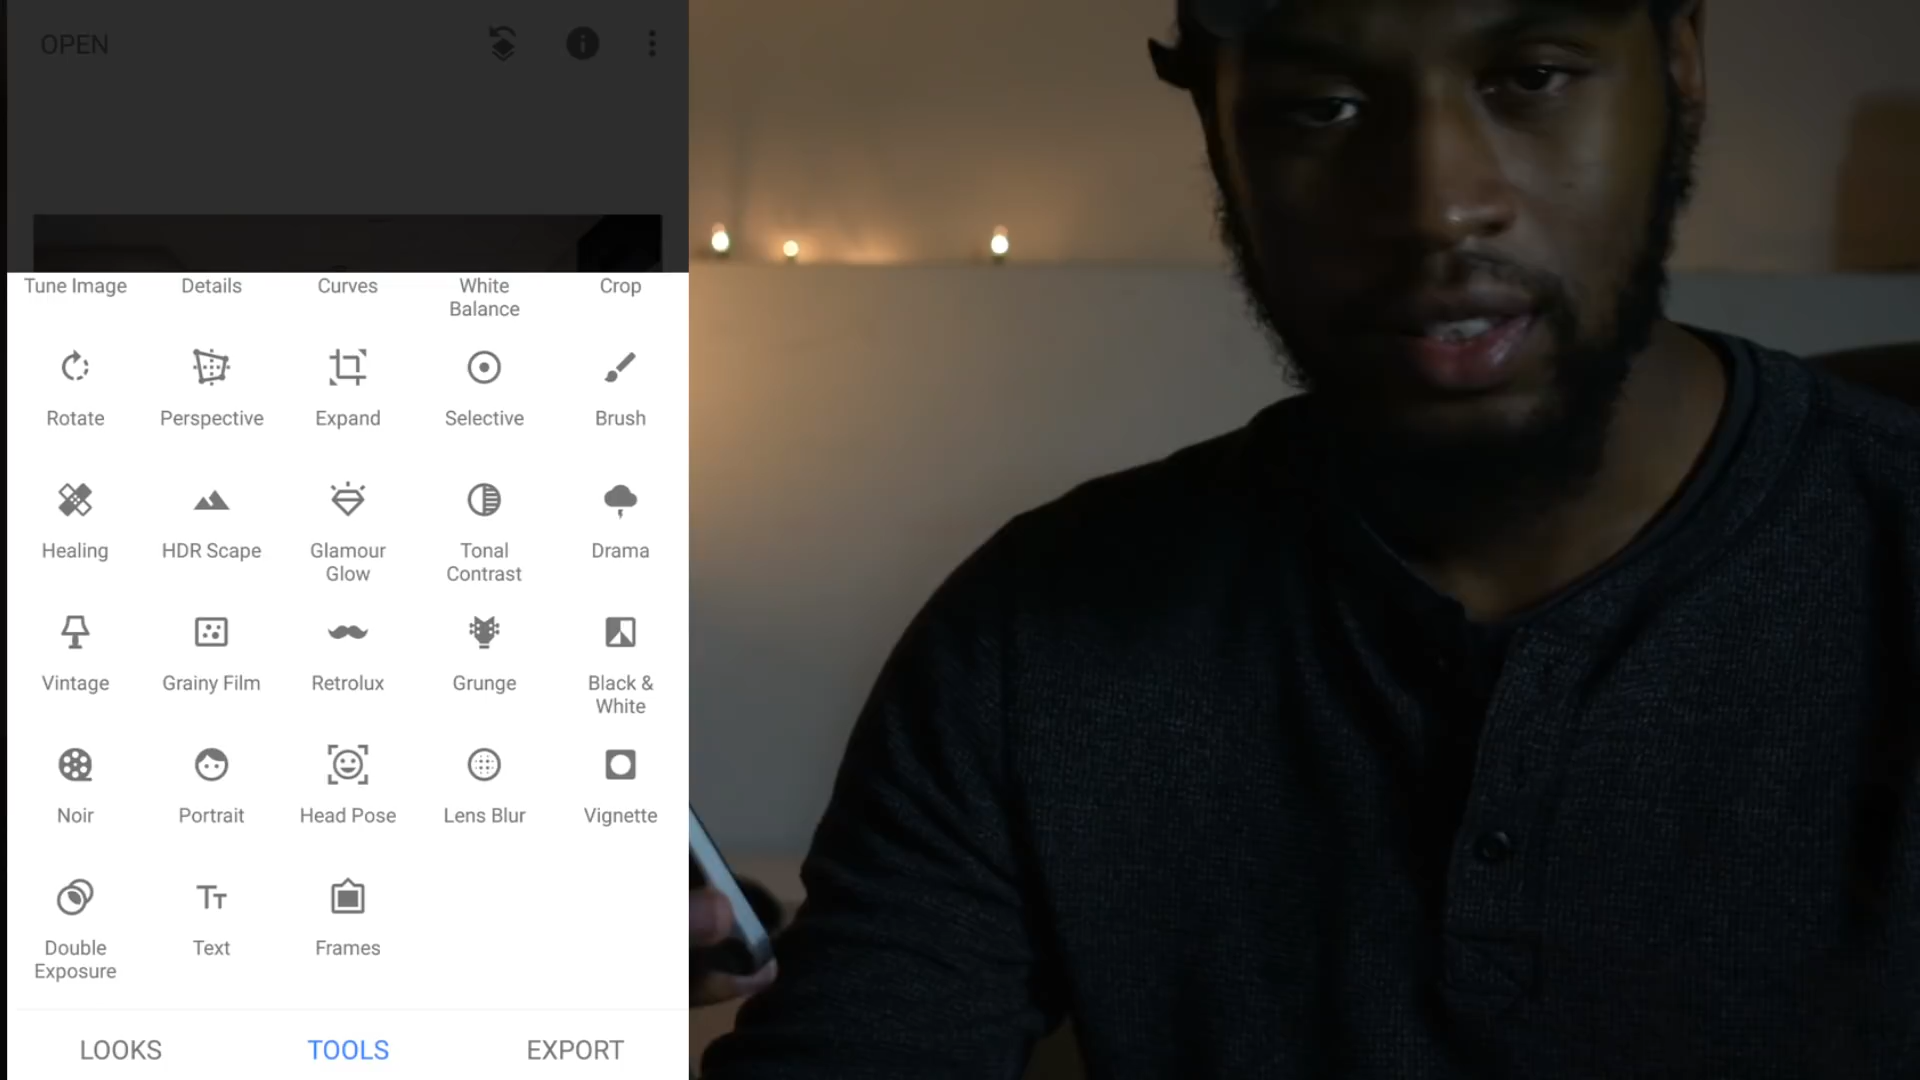 OPEN
Tune Image Details Curves White Crop
Balance
Rotate Perspective Expand Selective Brush
Healing HDR Scape Glamour Tonal Drama
Glow Contrast
Vintage Grainy Film Retrolux Grunge Black &
White
Noir Portrait Head Pose Lens Blur Vignette
Double Text Frames
Exposure
LOOKS TOOLS EXPORT